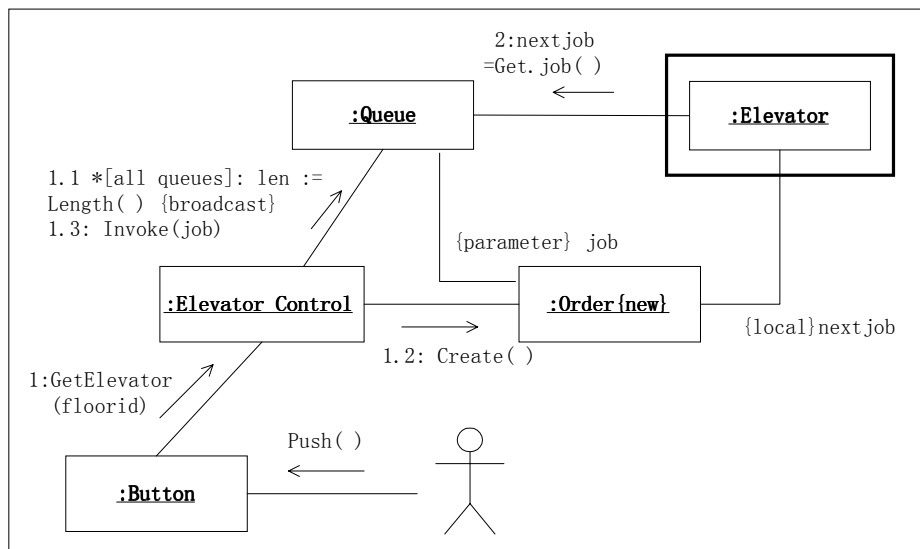 2:nextjob
=Get.job( )
:Queue
:Elevator
1.1 *[all queues]: len :=
Length( ) {broadcast}
1.3: Invoke(job)
{parameter} job
:Elevator Control
:Order{new}
{local}nextjob
1.2: Create( )
1:GetElevator
(floorid)
Push( )
:Button